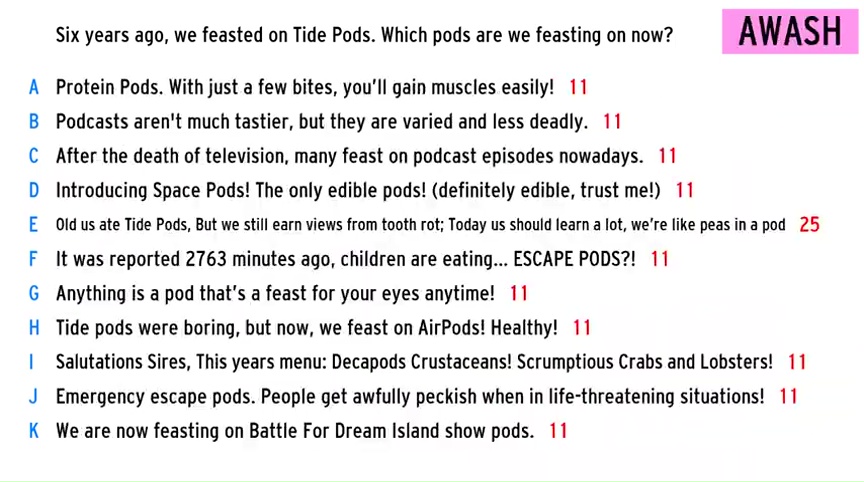 Six years ago, we feasted on Tide Pods. Which pods are we feasting on now?
AWASH
A Protein Pods. With just a few bites, you'll gain muscles easily! 11
B Podcasts aren't much tastier, but they are varied and less deadly. 11
C After the death of television, many feast on podcast episodes nowadays. 11
D Introducing Space Pods! The only edible pods! (definitely edible, trust me!) 11
E Old us ate Tide Pods, But we still earn views from tooth rot; Today us should learn a lot, we're like peas in a pod 25
F It was reported 2763 minutes ago, children are eating... ESCAPE PODS?! 11
G Anything is a pod that's a feast for your eyes anytime! 11
H Tide pods were boring, but now, we feast on AirPods! Healthy! 11
I Salutations Sires, This years menu: Decapods Crustaceans! Scrumptious Crabs and Lobsters! 11
J Emergency escape pods. People get awfully peckish when in life-threatening situations! 11
K We are now feasting on Battle For Dream Island show pods. 11